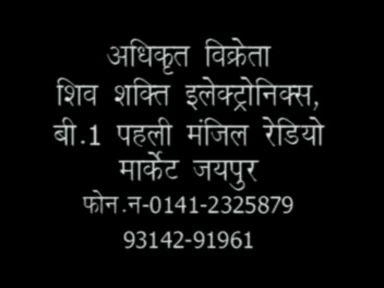 अधिकृत विक्रेता
शिव शक्ति इलेक्ट्रोनिक्स,
बी.1 पहली मंजिल रेडियो
मार्केट जयपुर
फोन.न-0141-2325879
93142-91961